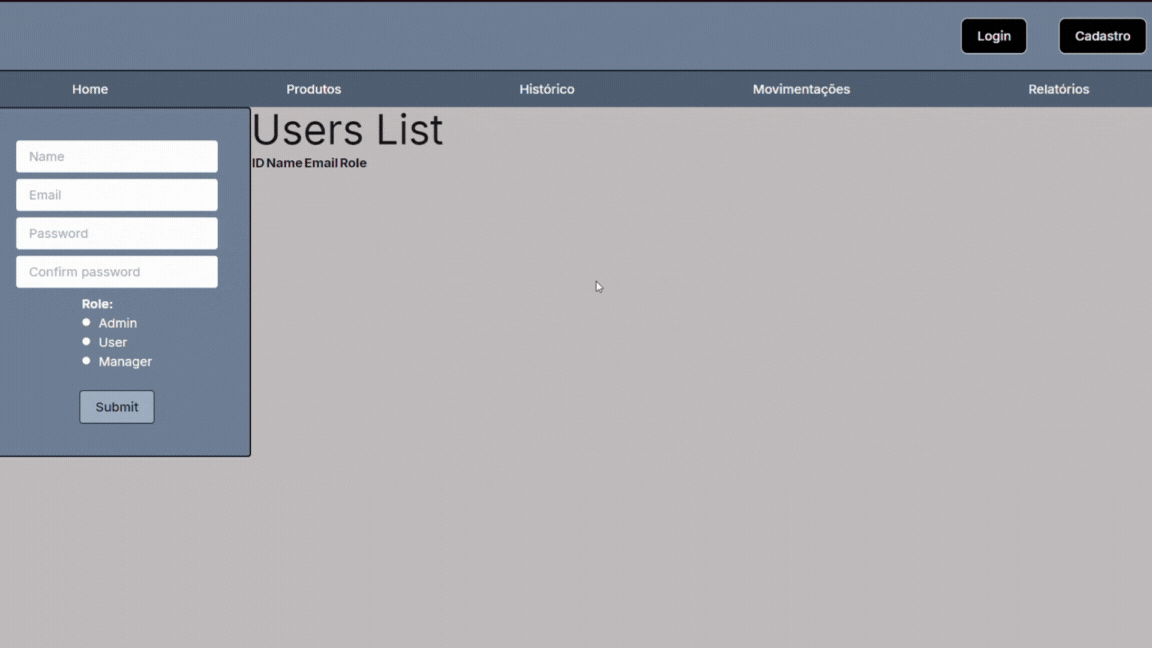 Login Cadastro
Home Produtos Histórico Movimentações Relatórios
Users List
ID Name Email Role
Name
Email
Password
Confirm password
Role:
Admin
User
Manager
Submit